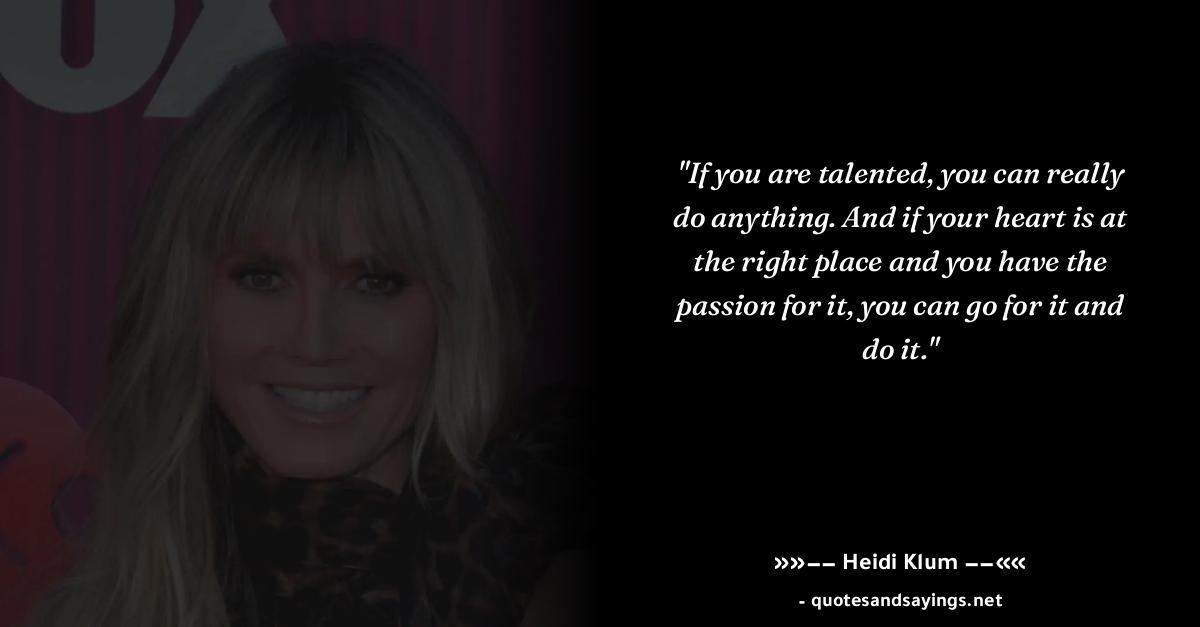 "If you are talented, you can really
do anything. And if your heart is at
the right place and you have the
passion for it, you can go for it and
do it."
»»–– Heidi Klum ––««
- quotesandsayings.net